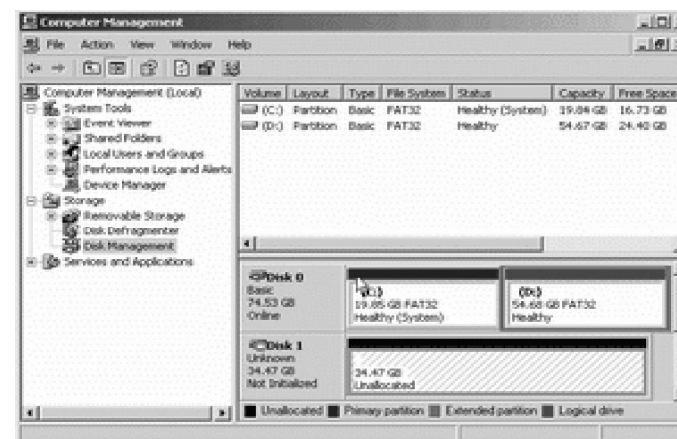 Computer Management
File Action View Window Help
Computer Management (Local)
System Tools
Event Viewer
Shared Folders
Local Users and Groups
Performance Logs and Alerts
Device Manager
Storage
Removable Storage
Disk Defragmenter
Disk Management
Services and Applications
Volume Layout Type File System Status Capacity Free Space
(C:) Partition Basic FAT32 Healthy (System) 19.84 GB 16.73 GB
(D:) Partition Basic FAT32 Healthy 54.67 GB 24.40 GB
Disk 0
Basic
74.53 GB
Online
(C:)
19.85 GB FAT32
Healthy (System)
(D:)
54.68 GB FAT32
Healthy
Disk 1
Unknown
34.47 GB
Not Initialized
34.47 GB
Unallocated
Unallocated Primary partition Extended partition Logical drive